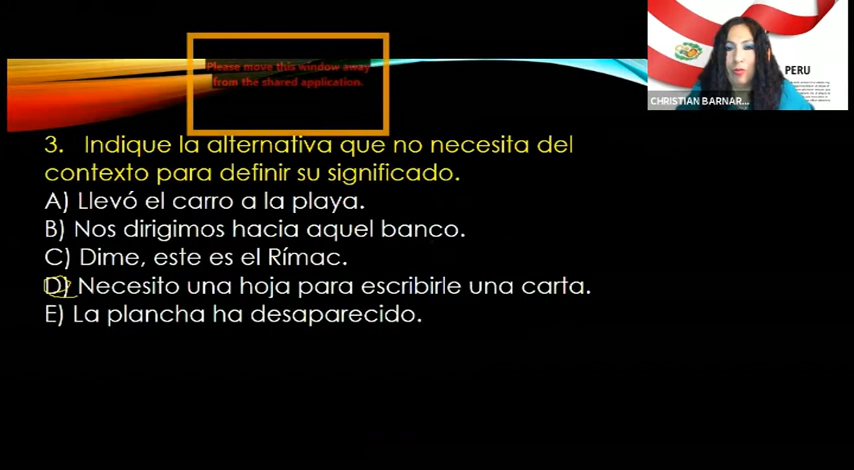 Please move this window away
from the shared application.
PERU
CHRISTIAN BARNAR...
3. Indique la alternativa que no necesita del
contexto para definir su significado.
A) Llevó el carro a la playa.
B) Nos dirigimos hacia aquel banco.
C) Dime, este es el Rímac.
D) Necesito una hoja para escribirle una carta.
E) La plancha ha desaparecido.